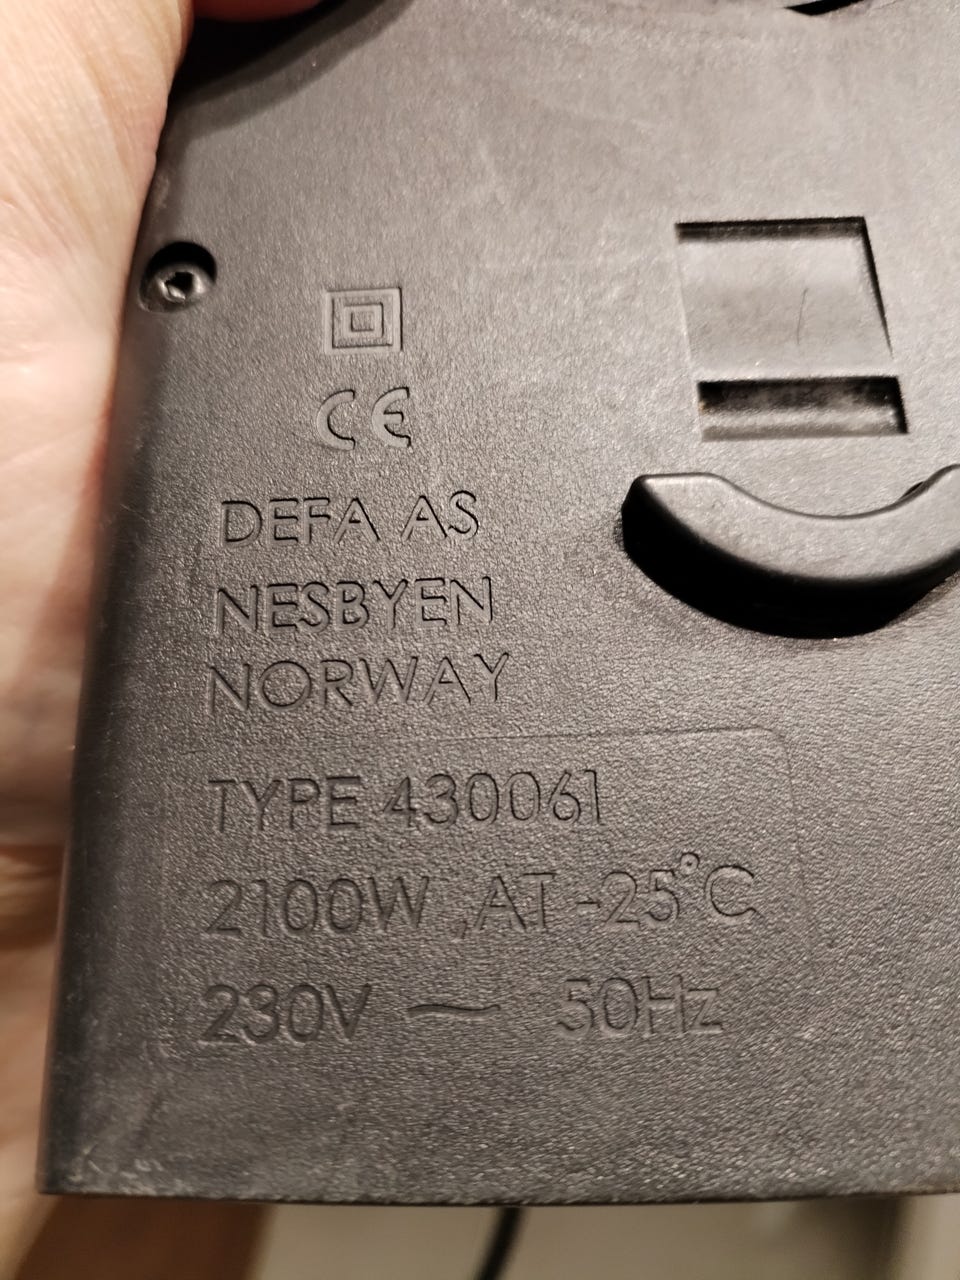 CE
DEFA AS
NESBYEN
NORWAY
TYPE 430061
2100W ,AT -25°C
230V ~ 50Hz